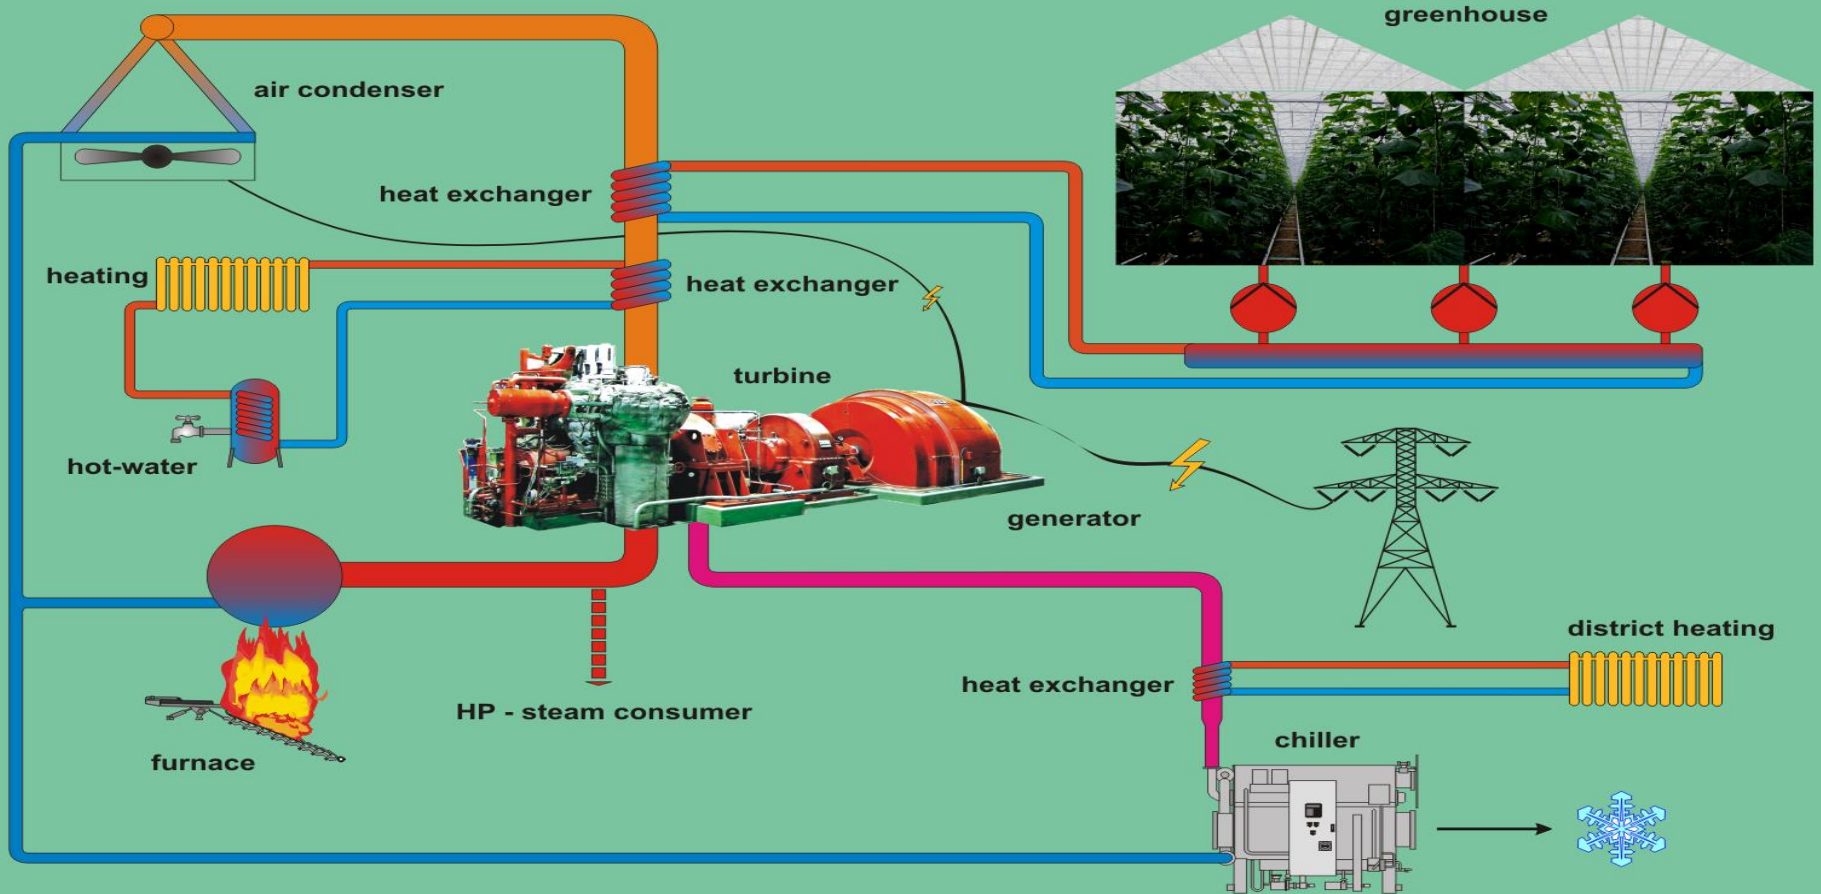 greenhouse
air condenser
heat exchanger
heating
heat exchanger
turbine
hot-water
generator
district heating
heat exchanger
HP - steam consumer
chiller
furnace